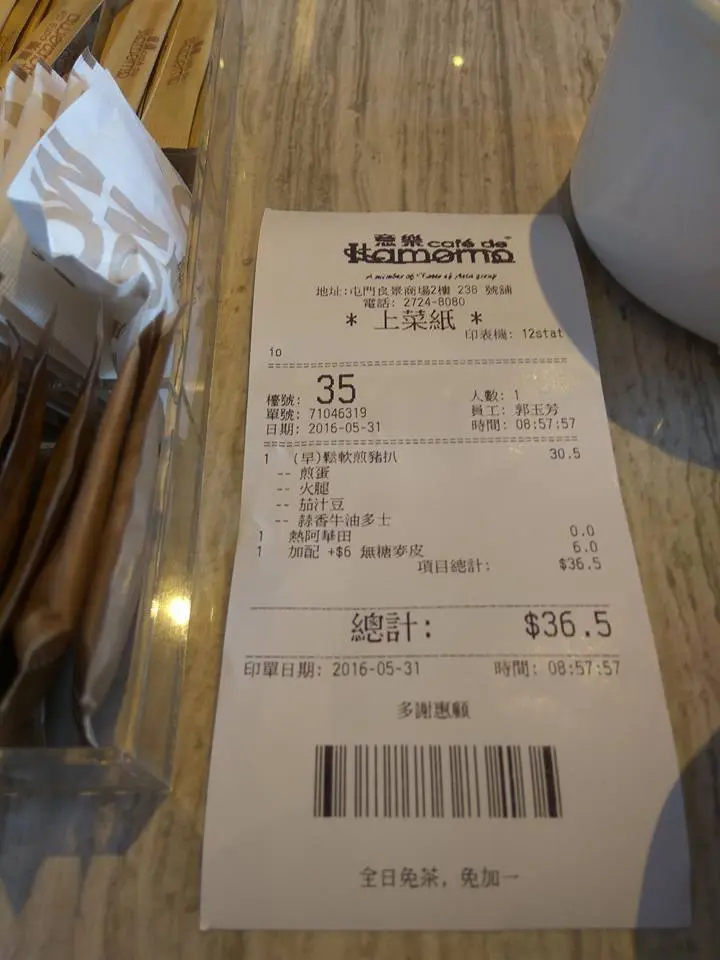 意樂 café de
Hamama
A member of Taste of Asia group
地址:屯門良景商場2樓 238 號舖
電話: 2724-8080
* 上菜紙 *
印表機: 12stat
io
檯號: 35
人數: 1
單號: 71046319
員工: 郭玉芳
日期: 2016-05-31
時間: 08:57:57
1 (早)鬆軟煎豬扒 30.5
-- 煎蛋
-- 火腿
-- 茄汁豆
-- 蒜香牛油多士
1 熱阿華田 0.0
1 加配 +$6 無糖麥皮 6.0
項目總計: $36.5
總計: $36.5
印單日期: 2016-05-31 時間: 08:57:57
多謝惠顧
全日免茶, 免加一